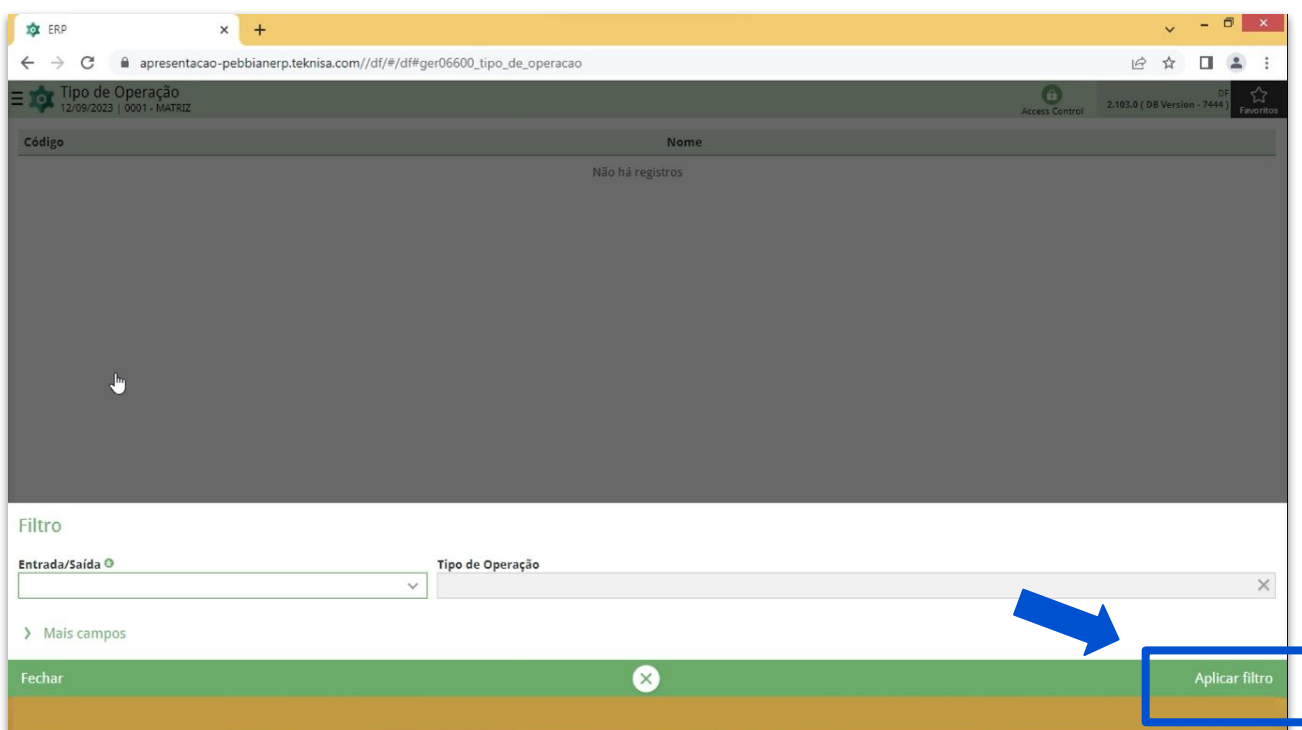 ERP
apresentacao-pebbianerp.teknisa.com//df/#/df#ger06600_tipo_de_operacao
Tipo de Operação
12/09/2023 | 0001 - MATRIZ
Access Control
DF
2.103.0 ( DB Version - 7444 )
Favoritos
Código Nome
Não há registros
Filtro
Entrada/Saída Tipo de Operação
Mais campos
Fechar Aplicar filtro